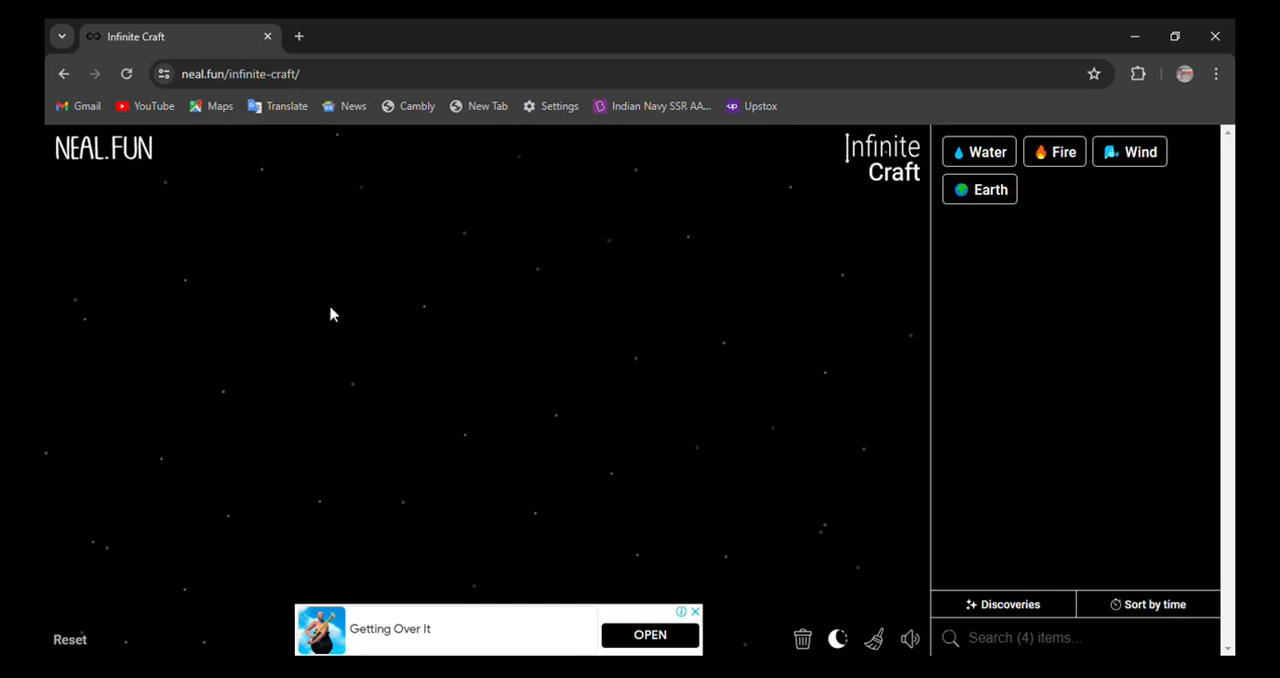 Infinite Craft
neal.fun/infinite-craft/
Gmail YouTube Maps Translate News Cambly New Tab Settings Indian Navy SSR AA... Upstox
NEAL.FUN
Infinite
Craft
Water Fire Wind
Earth
Getting Over It
OPEN
Discoveries Sort by time
Reset
Search (4) items...